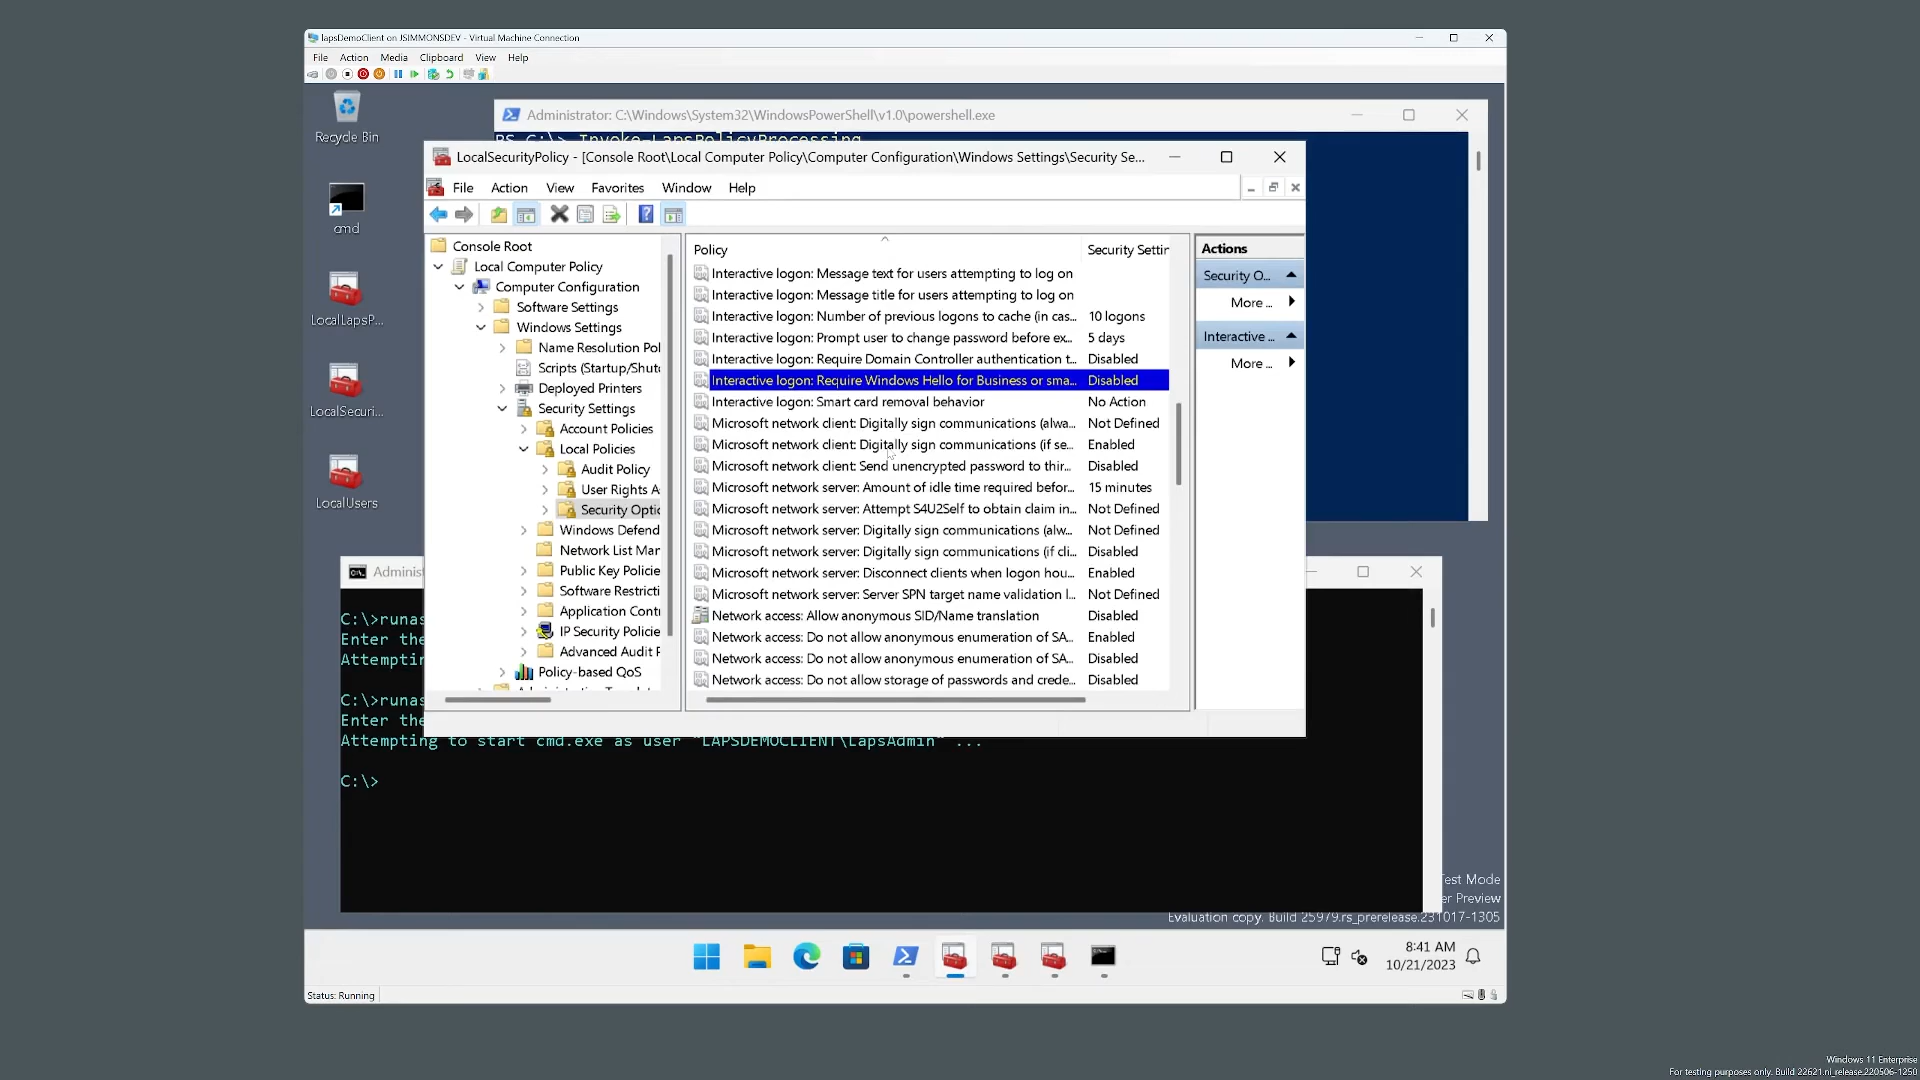 lapsDemoClient on JSIMMONSDEV - Virtual Machine Connection
File Action Media Clipboard View Help
Recycle Bin
cmd
LocalLapsP...
LocalSecuri...
LocalUsers
Administrator: C:\Windows\System32\WindowsPowerShell\v1.0\powershell.exe
PS C:\> Invoke-LapsPolicyProcessing
LocalSecurityPolicy - [Console Root\Local Computer Policy\Computer Configuration\Windows Settings\Security Se...
File Action View Favorites Window Help
Console Root
Local Computer Policy
Computer Configuration
Software Settings
Windows Settings
Name Resolution Pol
Scripts (Startup/Shutd
Deployed Printers
Security Settings
Account Policies
Local Policies
Audit Policy
User Rights A
Security Optio
Windows Defend
Network List Man
Public Key Policie
Software Restricti
Application Contr
IP Security Policie
Advanced Audit P
Policy-based QoS
Policy Security Settin
Interactive logon: Message text for users attempting to log on
Interactive logon: Message title for users attempting to log on
Interactive logon: Number of previous logons to cache (in cas... 10 logons
Interactive logon: Prompt user to change password before ex... 5 days
Interactive logon: Require Domain Controller authentication t... Disabled
Interactive logon: Require Windows Hello for Business or sma... Disabled
Interactive logon: Smart card removal behavior No Action
Microsoft network client: Digitally sign communications (alwa... Not Defined
Microsoft network client: Digitally sign communications (if se... Enabled
Microsoft network client: Send unencrypted password to thir... Disabled
Microsoft network server: Amount of idle time required befor... 15 minutes
Microsoft network server: Attempt S4U2Self to obtain claim in... Not Defined
Microsoft network server: Digitally sign communications (alw... Not Defined
Microsoft network server: Digitally sign communications (if cli... Disabled
Microsoft network server: Disconnect clients when logon hou... Enabled
Microsoft network server: Server SPN target name validation l... Not Defined
Network access: Allow anonymous SID/Name translation Disabled
Network access: Do not allow anonymous enumeration of SA... Enabled
Network access: Do not allow anonymous enumeration of SA... Disabled
Network access: Do not allow storage of passwords and crede... Disabled
Actions
Security O...
More ...
Interactive ...
More ...
Administ
C:\>runas
Enter the
Attemptin
C:\>runas
Enter the
Attempting to start cmd.exe as user "LAPSDEMOCLIENT\LapsAdmin" ...
C:\>
Test Mode
er Preview
Evaluation copy. Build 25979.rs_prerelease.231017-1305
8:41 AM
10/21/2023
Status: Running
Windows 11 Enterprise
For testing purposes only. Build 22621.ni_release.220506-1250